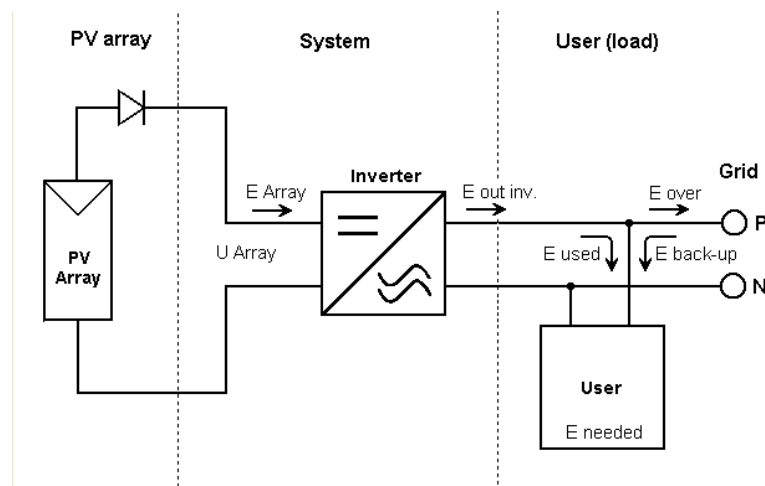 PV array
System
User (load)
Inverter
Grid
E Array
E out inv.
E over
P
PV
Array
U Array
E used
E back-up
N
User
E needed